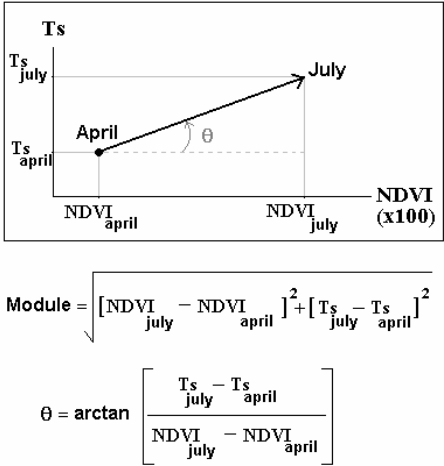 Ts
Ts july
July
April
θ
Ts april
NDVI (x100)
NDVI april
NDVI july
Module = √[NDVI july − NDVI april]² + [Ts july − Ts april]²
θ = arctan [
Ts july − Ts april
NDVI july − NDVI april
]